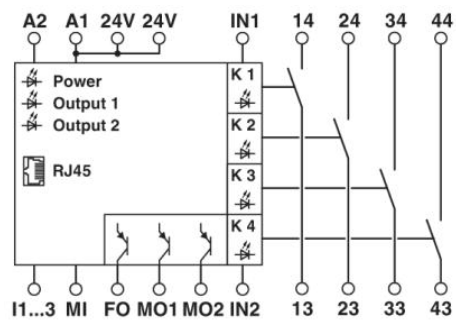 A2 A1 24V 24V IN1 14 24 34 44
Power
Output 1
Output 2
RJ45
K 1
K 2
K 3
K 4
I1...3 MI FO MO1 MO2 IN2 13 23 33 43